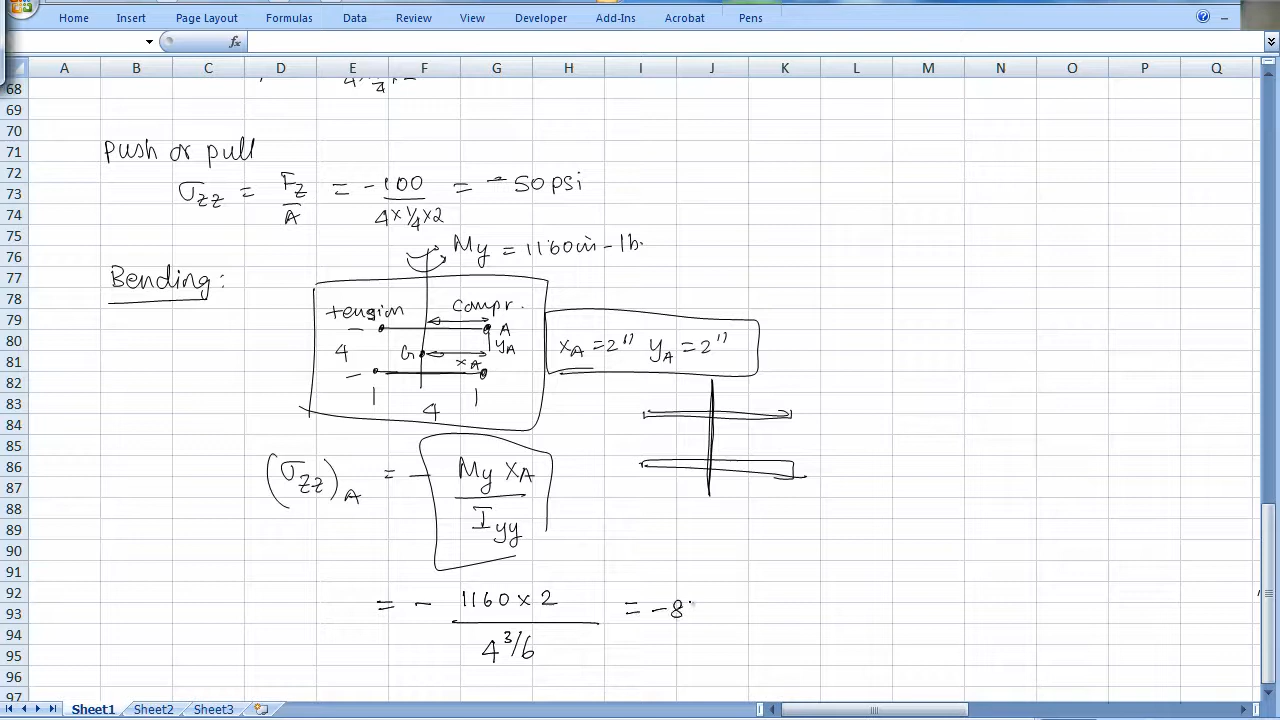 Home Insert Page Layout Formulas Data Review View Developer Add-Ins Acrobat Pens
fx
A B C D E F G H I J K L M N O P Q
68
69
70
71 Push or pull
72
73 σzz = Fz/A = -100/(4×1/4×2) = -50psi
74
75
76 My = 1160in-lb.
77 Bending:
78
79 tension compr.
80 A
yA
xA = 2" yA = 2"
81 4 G
82 xA
83 1 1
84 4
85
86 (σzz)A = - My xA / Iyy
87
88
89
90
91
92
93 = - 1160×2 / 4³/6 = -8
94
95
96
97
Sheet1 Sheet2 Sheet3